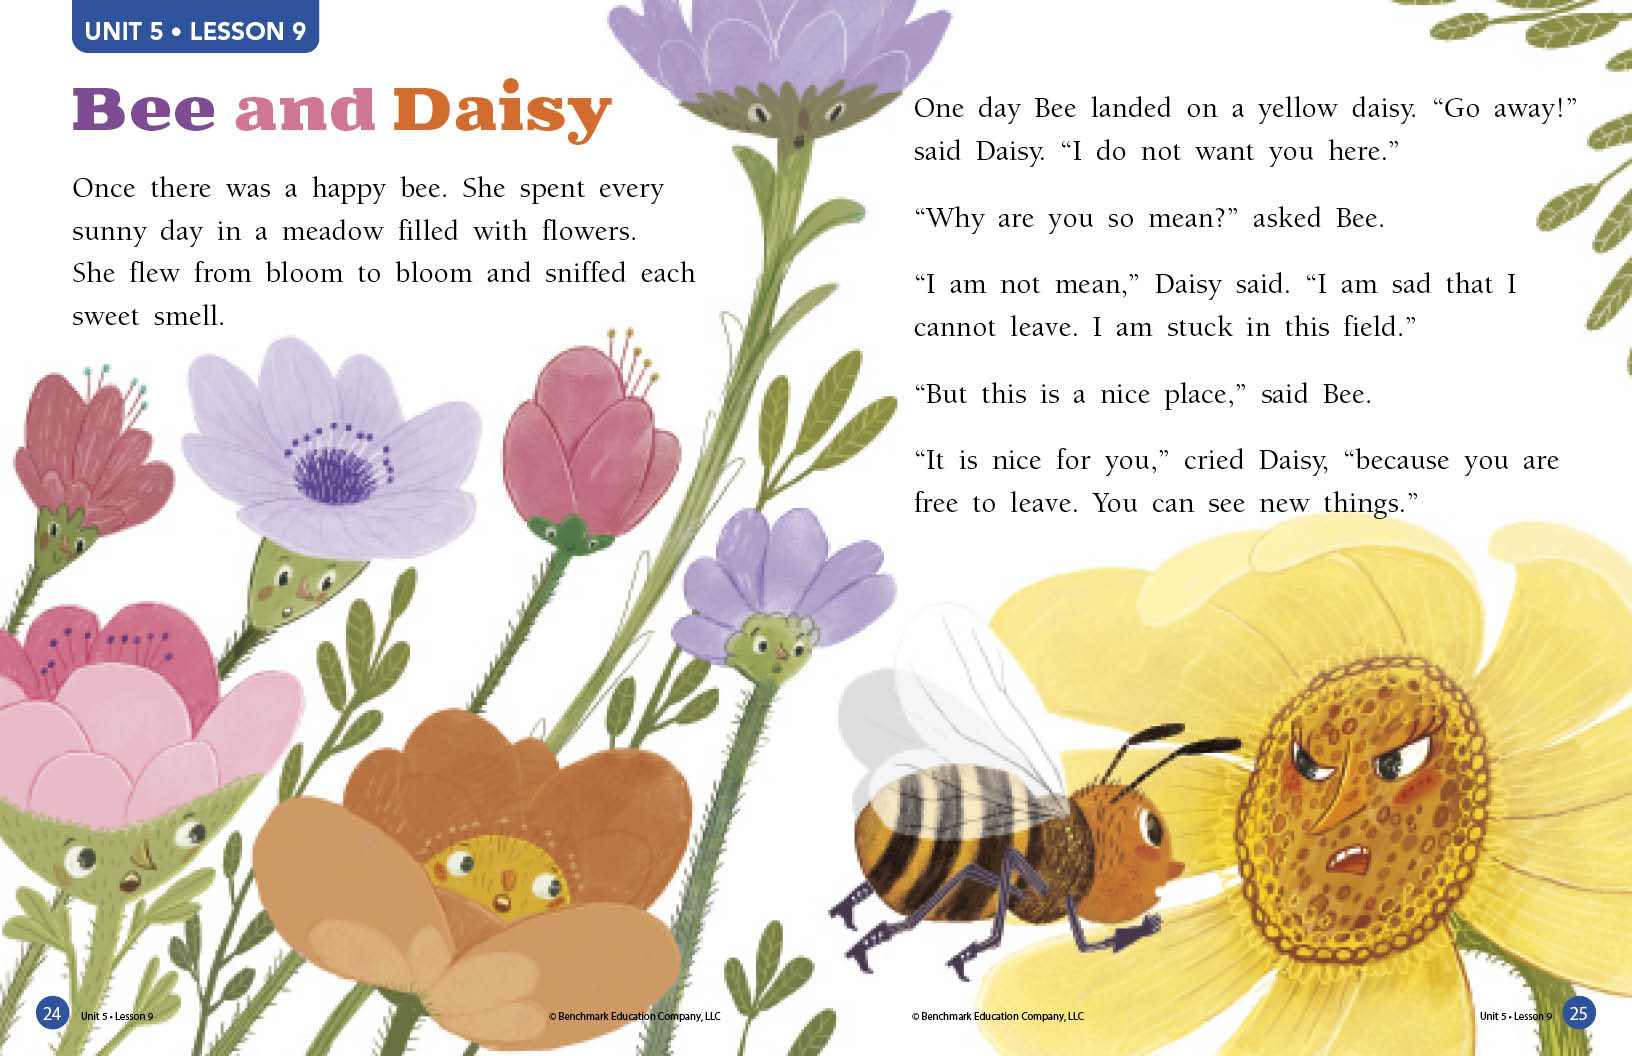 UNIT 5 • LESSON 9
Bee and Daisy
Once there was a happy bee. She spent every
sunny day in a meadow filled with flowers.
She flew from bloom to bloom and sniffed each
sweet smell.
24
Unit 5 • Lesson 9
© Benchmark Education Company, LLC
One day Bee landed on a yellow daisy. “Go away!”
said Daisy. “I do not want you here.”
“Why are you so mean?” asked Bee.
“I am not mean,” Daisy said. “I am sad that I
cannot leave. I am stuck in this field.”
“But this is a nice place,” said Bee.
“It is nice for you,” cried Daisy, “because you are
free to leave. You can see new things.”
© Benchmark Education Company, LLC
Unit 5 • Lesson 9
25